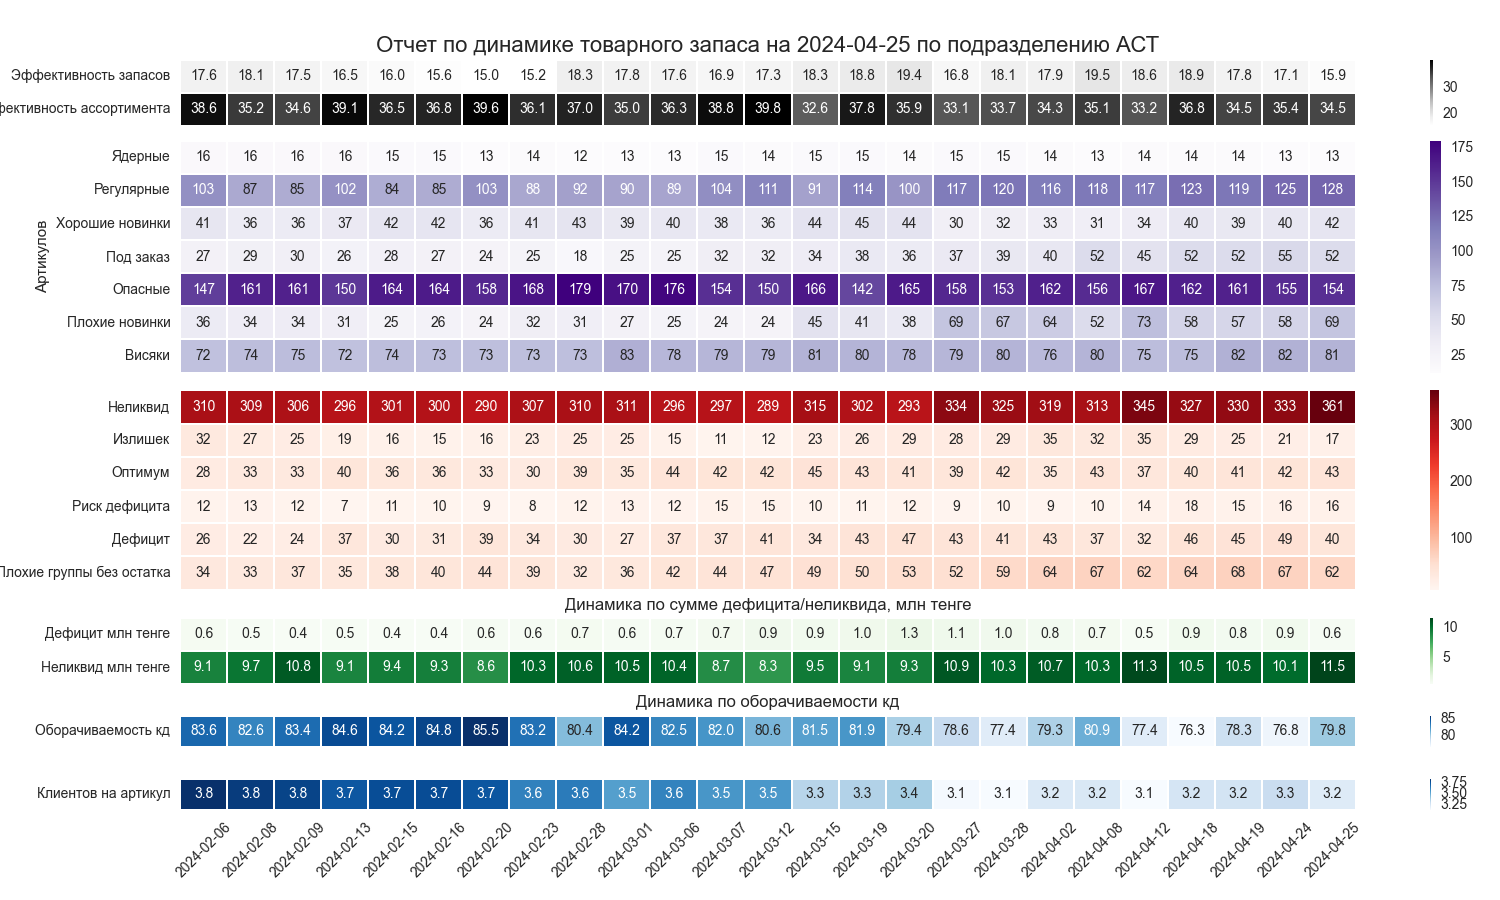 Отчет по динамике товарного запаса на 2024-04-25 по подразделению АСТ
Эффективность запасов 17.6 18.1 17.5 16.5 16.0 15.6 15.0 15.2 18.3 17.8 17.6 16.9 17.3 18.3 18.8 19.4 16.8 18.1 17.9 19.5 18.6 18.9 17.8 17.1 15.9
фективность ассортимента 38.6 35.2 34.6 39.1 36.5 36.8 39.6 36.1 37.0 35.0 36.3 38.8 39.8 32.6 37.8 35.9 33.1 33.7 34.3 35.1 33.2 36.8 34.5 35.4 34.5
30
20
Артикулов
Ядерные 16 16 16 16 15 15 13 14 12 13 13 15 14 15 15 14 15 15 14 13 14 14 14 13 13
Регулярные 103 87 85 102 84 85 103 88 92 90 89 104 111 91 114 100 117 120 116 118 117 123 119 125 128
Хорошие новинки 41 36 36 37 42 42 36 41 43 39 40 38 36 44 45 44 30 32 33 31 34 40 39 40 42
Под заказ 27 29 30 26 28 27 24 25 18 25 25 32 32 34 38 36 37 39 40 52 45 52 52 55 52
Опасные 147 161 161 150 164 164 158 168 179 170 176 154 150 166 142 165 158 153 162 156 167 162 161 155 154
Плохие новинки 36 34 34 31 25 26 24 32 31 27 25 24 24 45 41 38 69 67 64 52 73 58 57 58 69
Висяки 72 74 75 72 74 73 73 73 73 83 78 79 79 81 80 78 79 80 76 80 75 75 82 82 81
175
150
125
100
75
50
25
Неликвид 310 309 306 296 301 300 290 307 310 311 296 297 289 315 302 293 334 325 319 313 345 327 330 333 361
Излишек 32 27 25 19 16 15 16 23 25 25 15 11 12 23 26 29 28 29 35 32 35 29 25 21 17
Оптимум 28 33 33 40 36 36 33 30 39 35 44 42 42 45 43 41 39 42 35 43 37 40 41 42 43
Риск дефицита 12 13 12 7 11 10 9 8 12 13 12 15 15 10 11 12 9 10 9 10 14 18 15 16 16
Дефицит 26 22 24 37 30 31 39 34 30 27 37 37 41 34 43 47 43 41 43 37 32 46 45 49 40
Плохие группы без остатка 34 33 37 35 38 40 44 39 32 36 42 44 47 49 50 53 52 59 64 67 62 64 68 67 62
300
200
100
Динамика по сумме дефицита/неликвида, млн тенге
Дефицит млн тенге 0.6 0.5 0.4 0.5 0.4 0.4 0.6 0.6 0.7 0.6 0.7 0.7 0.9 0.9 1.0 1.3 1.1 1.0 0.8 0.7 0.5 0.9 0.8 0.9 0.6
Неликвид млн тенге 9.1 9.7 10.8 9.1 9.4 9.3 8.6 10.3 10.6 10.5 10.4 8.7 8.3 9.5 9.1 9.3 10.9 10.3 10.7 10.3 11.3 10.5 10.5 10.1 11.5
10
5
Динамика по оборачиваемости кд
Оборачиваемость кд 83.6 82.6 83.4 84.6 84.2 84.8 85.5 83.2 80.4 84.2 82.5 82.0 80.6 81.5 81.9 79.4 78.6 77.4 79.3 80.9 77.4 76.3 78.3 76.8 79.8
85
80
Клиентов на артикул 3.8 3.8 3.8 3.7 3.7 3.7 3.7 3.6 3.6 3.5 3.6 3.5 3.5 3.3 3.3 3.4 3.1 3.1 3.2 3.2 3.1 3.2 3.2 3.3 3.2
3.75
3.50
3.25
2024-02-06 2024-02-08 2024-02-09 2024-02-13 2024-02-15 2024-02-16 2024-02-20 2024-02-23 2024-02-28 2024-03-01 2024-03-06 2024-03-07 2024-03-12 2024-03-15 2024-03-19 2024-03-20 2024-03-27 2024-03-28 2024-04-02 2024-04-08 2024-04-12 2024-04-18 2024-04-19 2024-04-24 2024-04-25